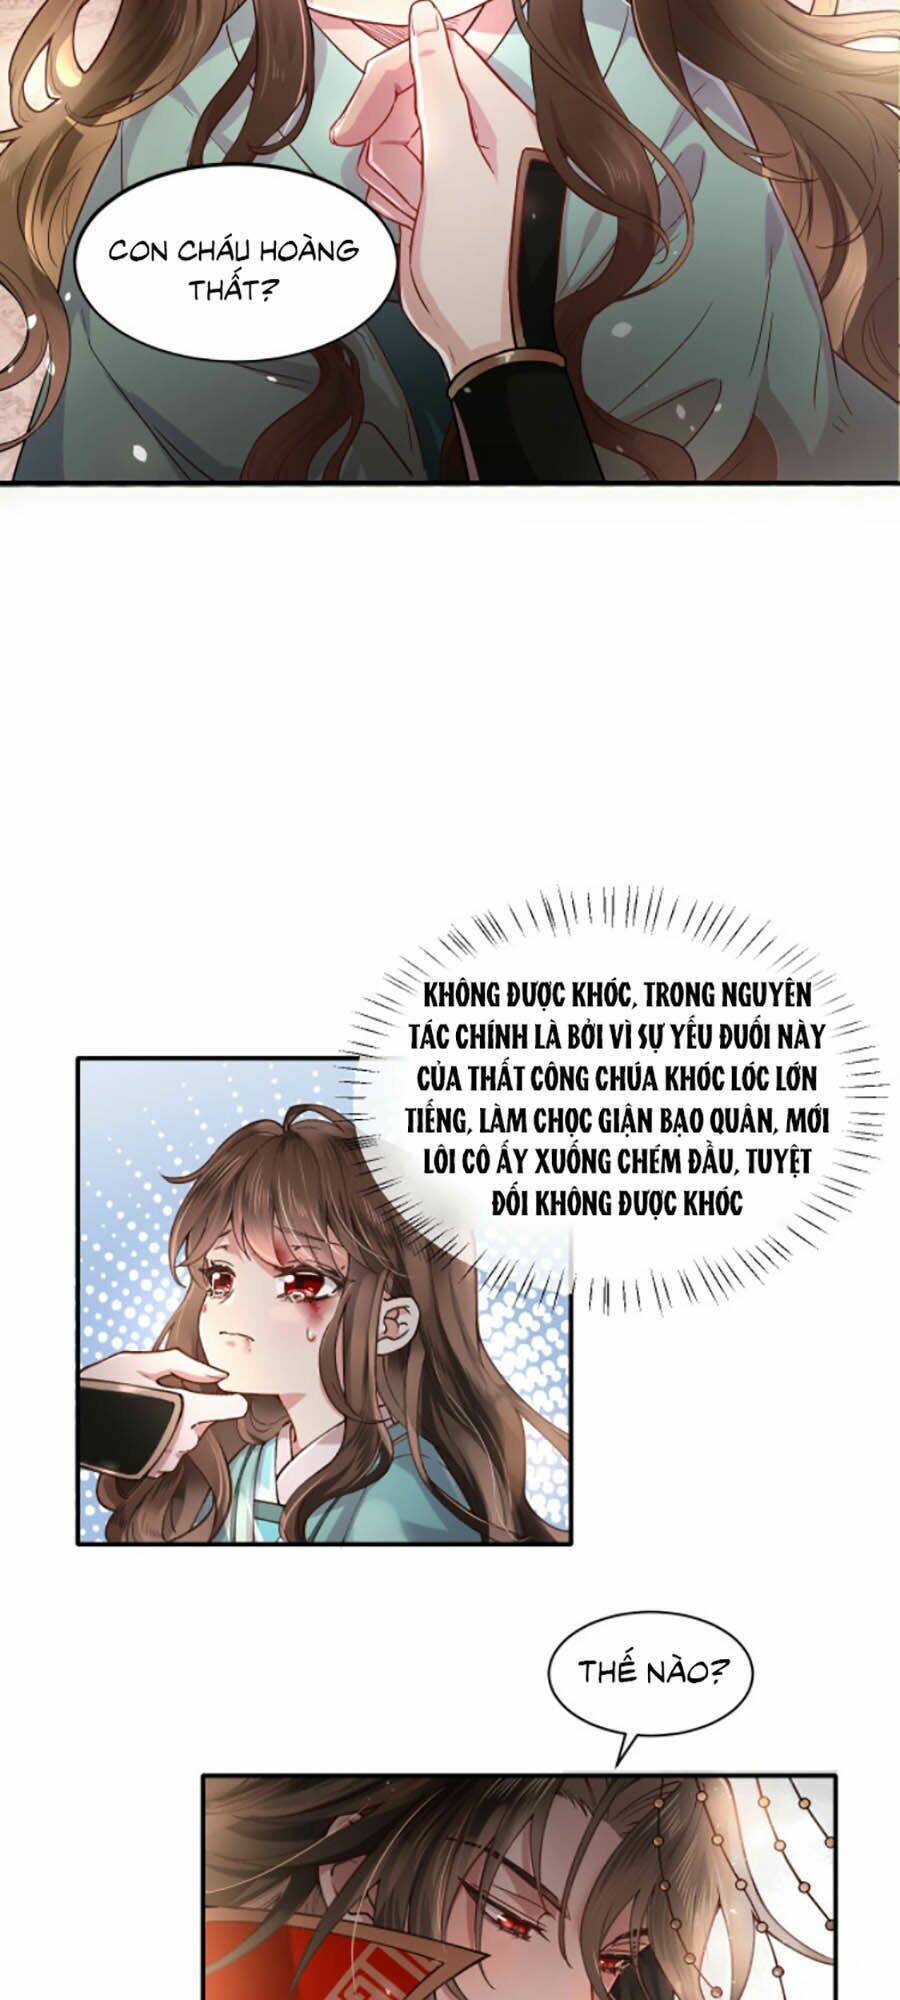 CON CHÁU HOÀNG
THẤT?
KHÔNG ĐƯỢC KHÓC, TRONG NGUYÊN
TÁC CHÍNH LÀ BỞI VÌ SỰ YẾU ĐUỐI NÀY
CỦA THẤT CÔNG CHÚA KHÓC LÓC LỚN
TIẾNG, LÀM CHỌC GIẬN BẠO QUÂN, MỚI
LÔI CÔ ẤY XUỐNG CHÉM ĐẦU, TUYỆT
ĐỐI KHÔNG ĐƯỢC KHÓC
THẾ NÀO?